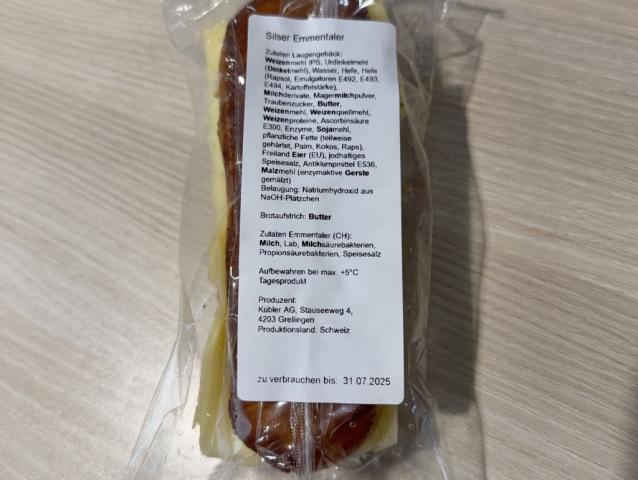 Silser Emmentaler
Zutaten Laugengebäck:
Weizenmehl IPS, Urdinkelmehl
(Dinkelmehl), Wasser, Hefe, Hefe
(Rapsöl, Emulgatoren E492, E493,
E494, Kartoffelstärke),
Milchderivate, Magermilchpulver,
Traubenzucker, Butter,
Weizenmehl, Weizenquellmehl,
Weizenproteine, Ascorbinsäure
E300, Enzyme, Sojamehl,
pflanzliche Fette (teilweise
gehärtet, Palm, Kokos, Raps),
Freiland Eier (EU), jodhaltiges
Speisesalz, Antiklumpmittel E536,
Malzmehl (enzymaktive Gerste
gemälzt)
Belaugung: Natriumhydroxid aus
NaOH-Plätzchen
Brotaufstrich: Butter
Zutaten Emmentaler (CH):
Milch, Lab, Milchsäurebakterien,
Propionsäurebakterien, Speisesalz
Aufbewahren bei max. +5°C
Tagesprodukt
Produzent:
Kübler AG, Stauseeweg 4,
4203 Grellingen
Produktionsland: Schweiz
zu verbrauchen bis: 31.07.2025